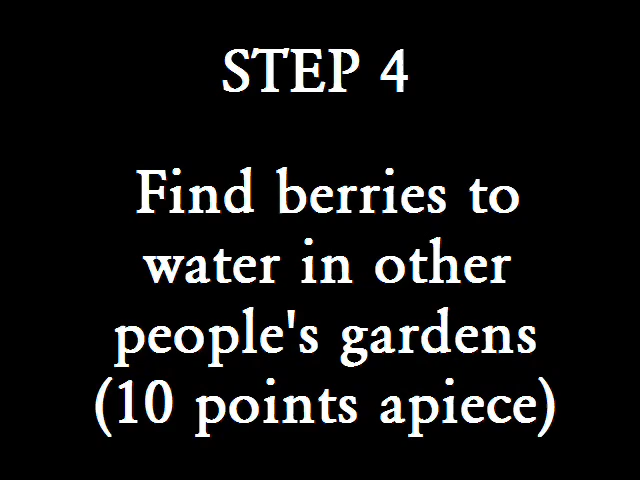 STEP 4
Find berries to
water in other
people's gardens
(10 points apiece)